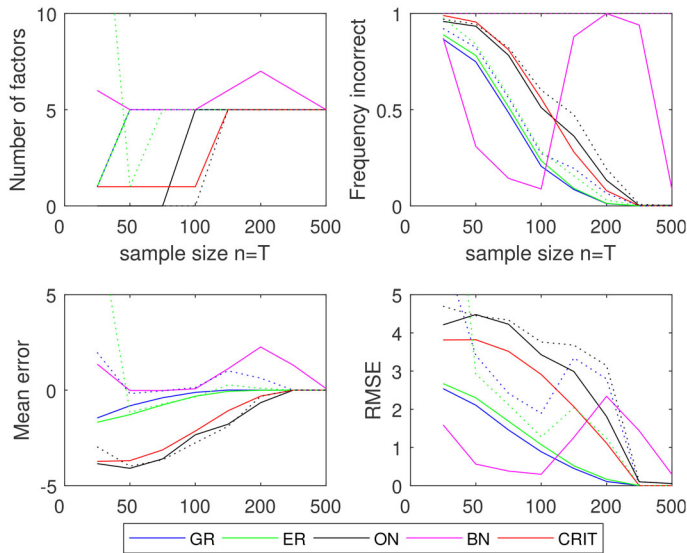 Number of factors
10
5
0
0 50 100 200 500
sample size n=T
Frequency incorrect
1
0.5
0
0 50 100 200 500
sample size n=T
Mean error
5
0
-5
0 50 100 200 500
RMSE
5
4
3
2
1
0
0 50 100 200 500
GR ER ON BN CRIT